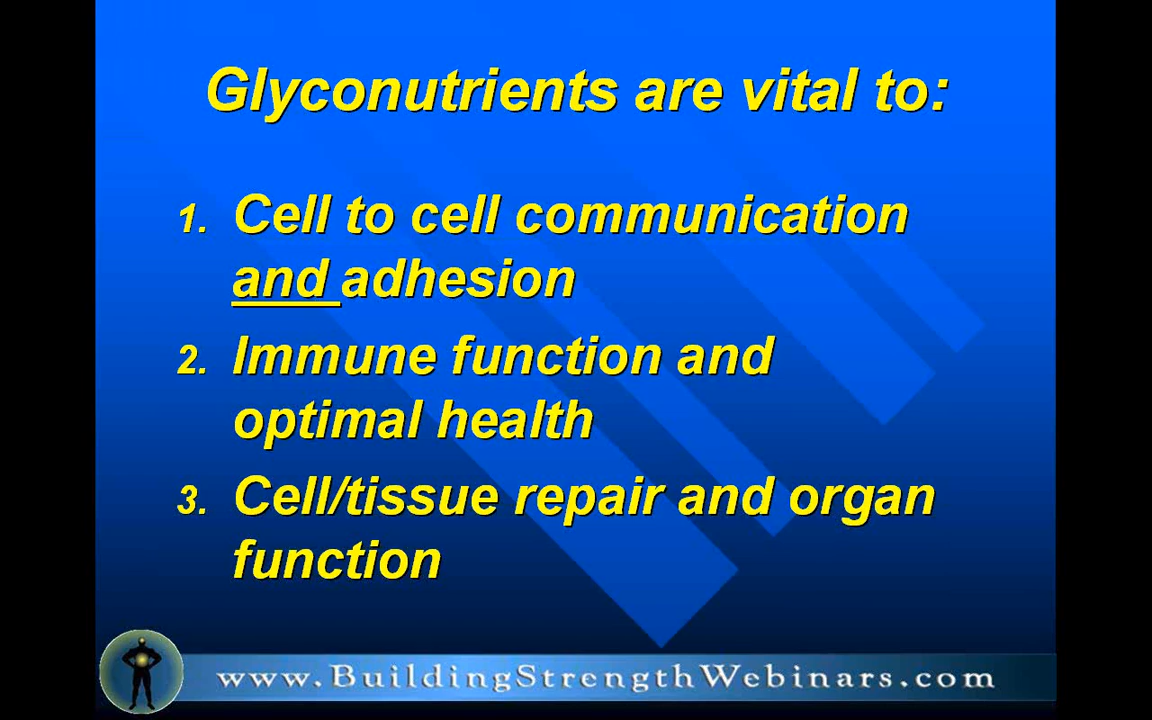 Glyconutrients are vital to:
1. Cell to cell communication
and adhesion
2. Immune function and
optimal health
3. Cell/tissue repair and organ
function
www.BuildingStrengthWebinars.com